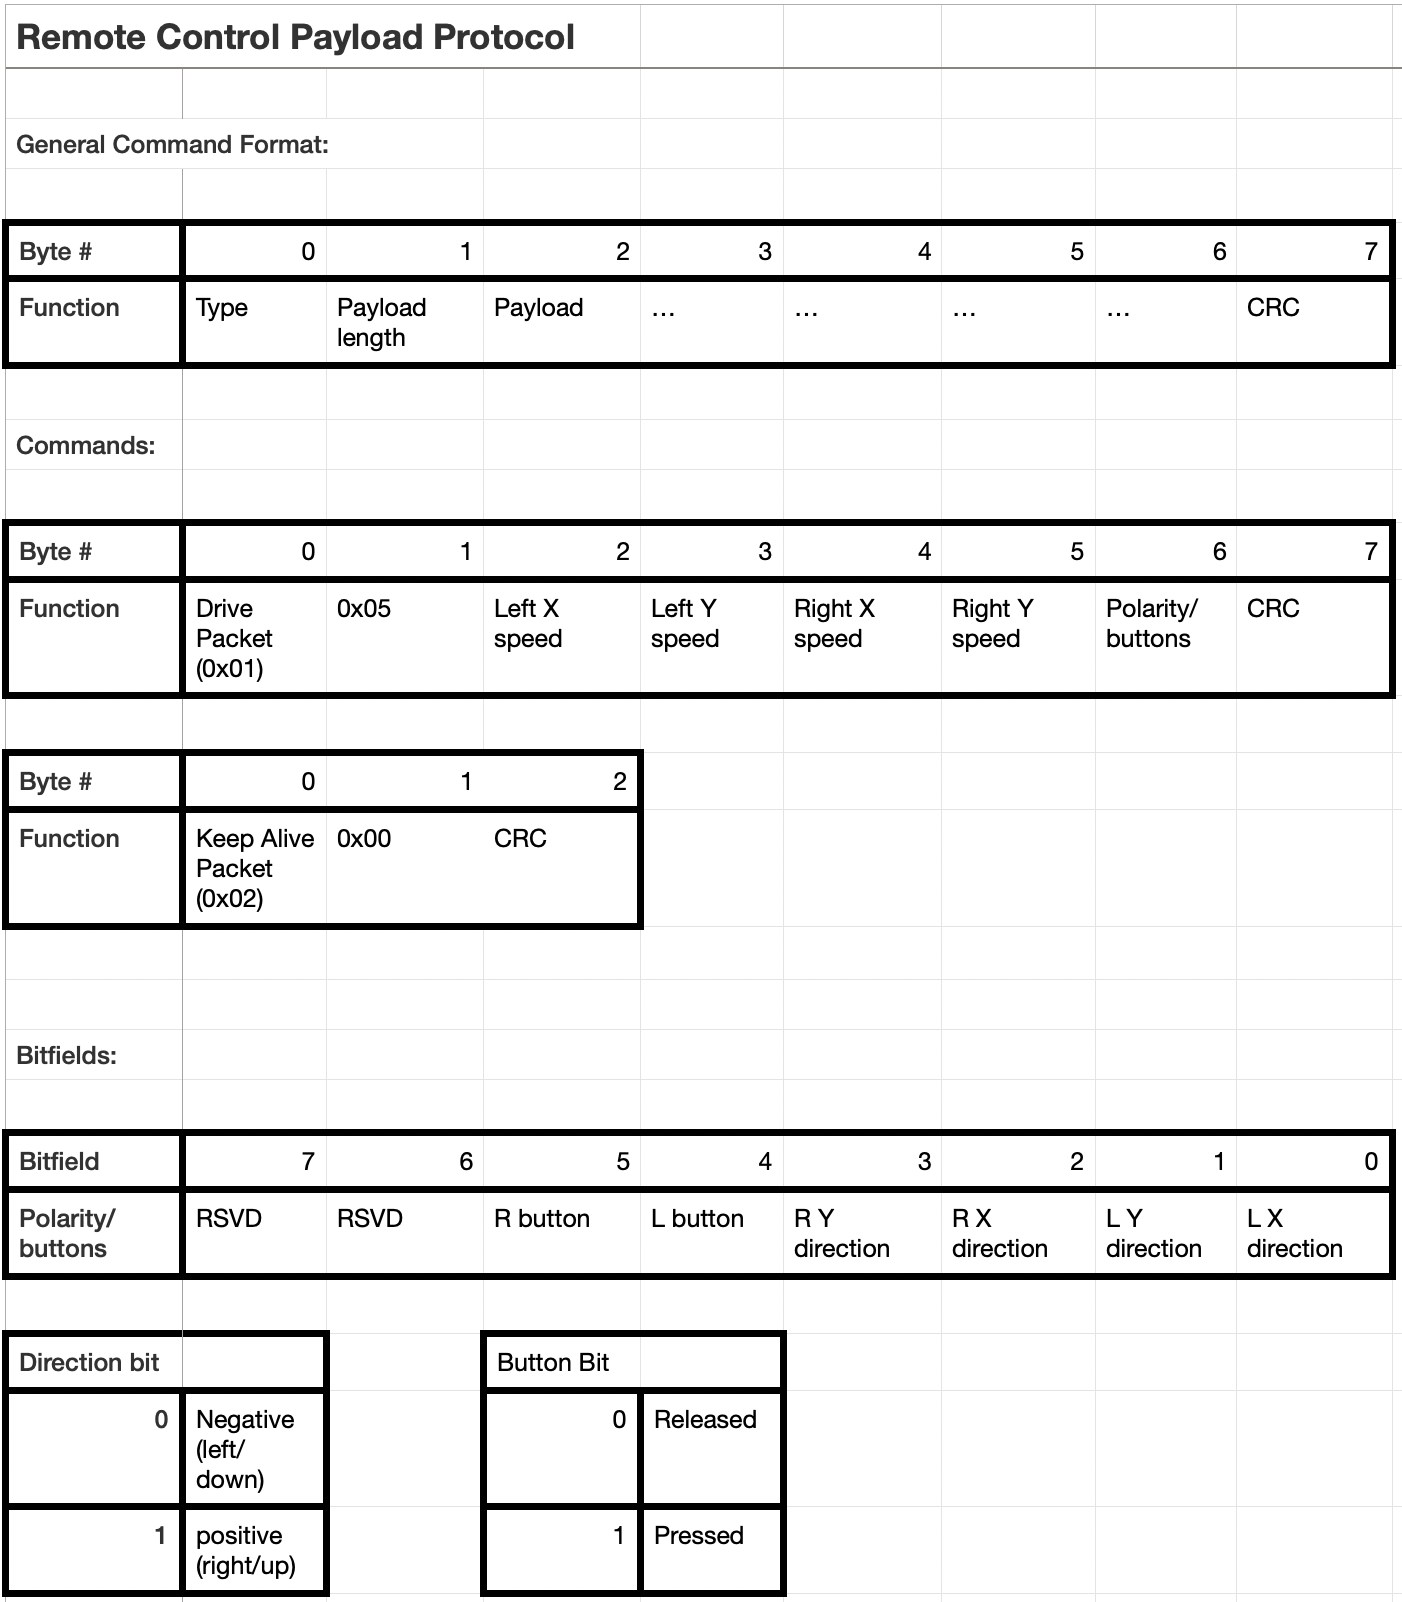 Remote Control Payload Protocol
General Command Format:
Byte # 0 1 2 3 4 5 6 7
Function Type Payload length Payload ... ... ... ... CRC
Commands:
Byte # 0 1 2 3 4 5 6 7
Function Drive Packet (0x01) 0x05 Left X speed Left Y speed Right X speed Right Y speed Polarity/buttons CRC
Byte # 0 1 2
Function Keep Alive Packet (0x02) 0x00 CRC
Bitfields:
Bitfield 7 6 5 4 3 2 1 0
Polarity/buttons RSVD RSVD R button L button R Y direction R X direction L Y direction L X direction
Direction bit
0 Negative (left/down)
1 positive (right/up)
Button Bit
0 Released
1 Pressed